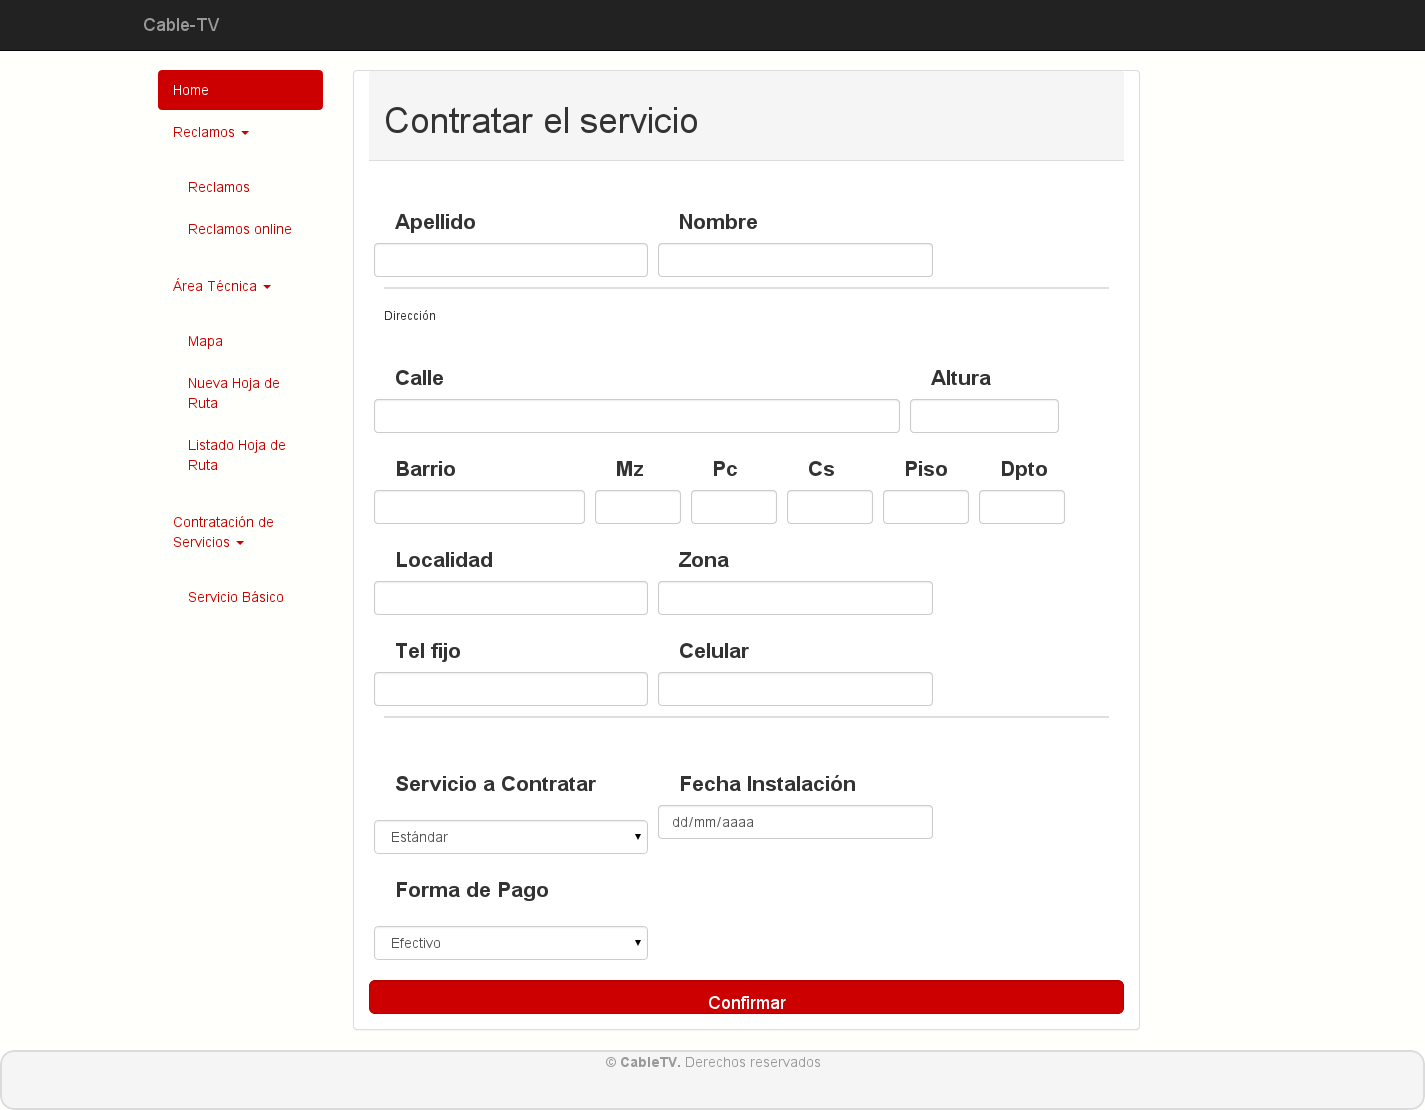 Cable-TV
Home
Reclamos
Reclamos
Reclamos online
Área Técnica
Mapa
Nueva Hoja de
Ruta
Listado Hoja de
Ruta
Contratación de
Servicios
Servicio Básico
Contratar el servicio
Apellido Nombre
Dirección
Calle Altura
Barrio Mz Pc Cs Piso Dpto
Localidad Zona
Tel fijo Celular
Servicio a Contratar Fecha Instalación
Estándar dd/mm/aaaa
Forma de Pago
Efectivo
Confirmar
© CableTV. Derechos reservados